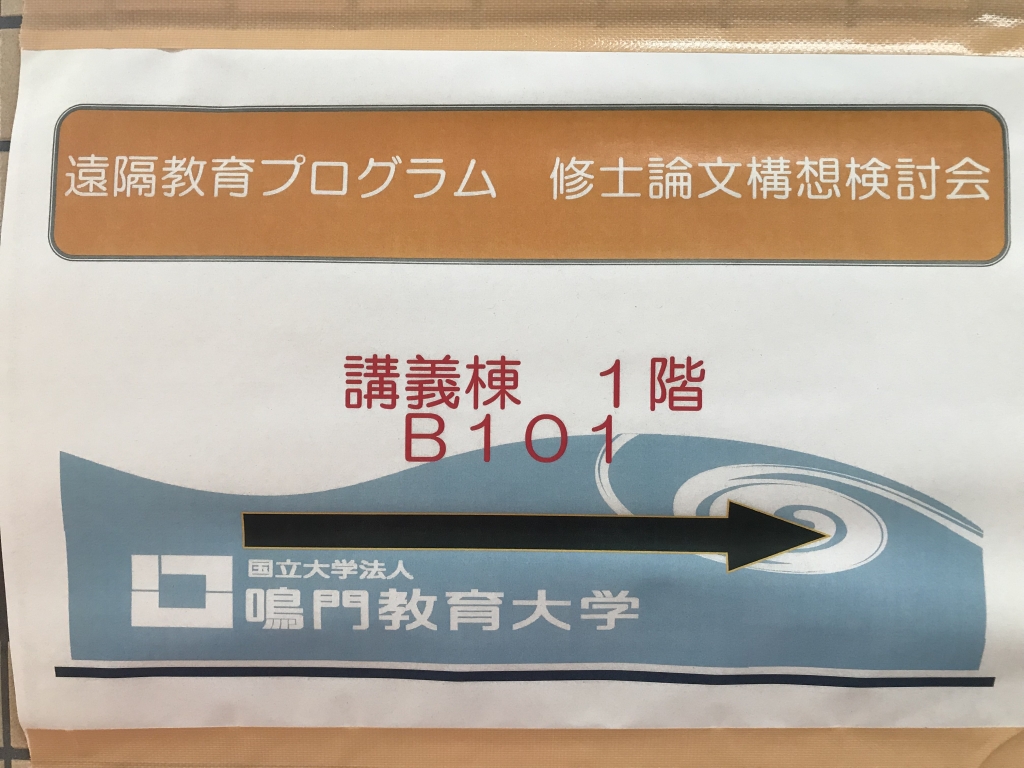 遠隔教育プログラム　修士論文構想検討会
講義棟　１階
Ｂ１０１
国立大学法人
鳴門教育大学